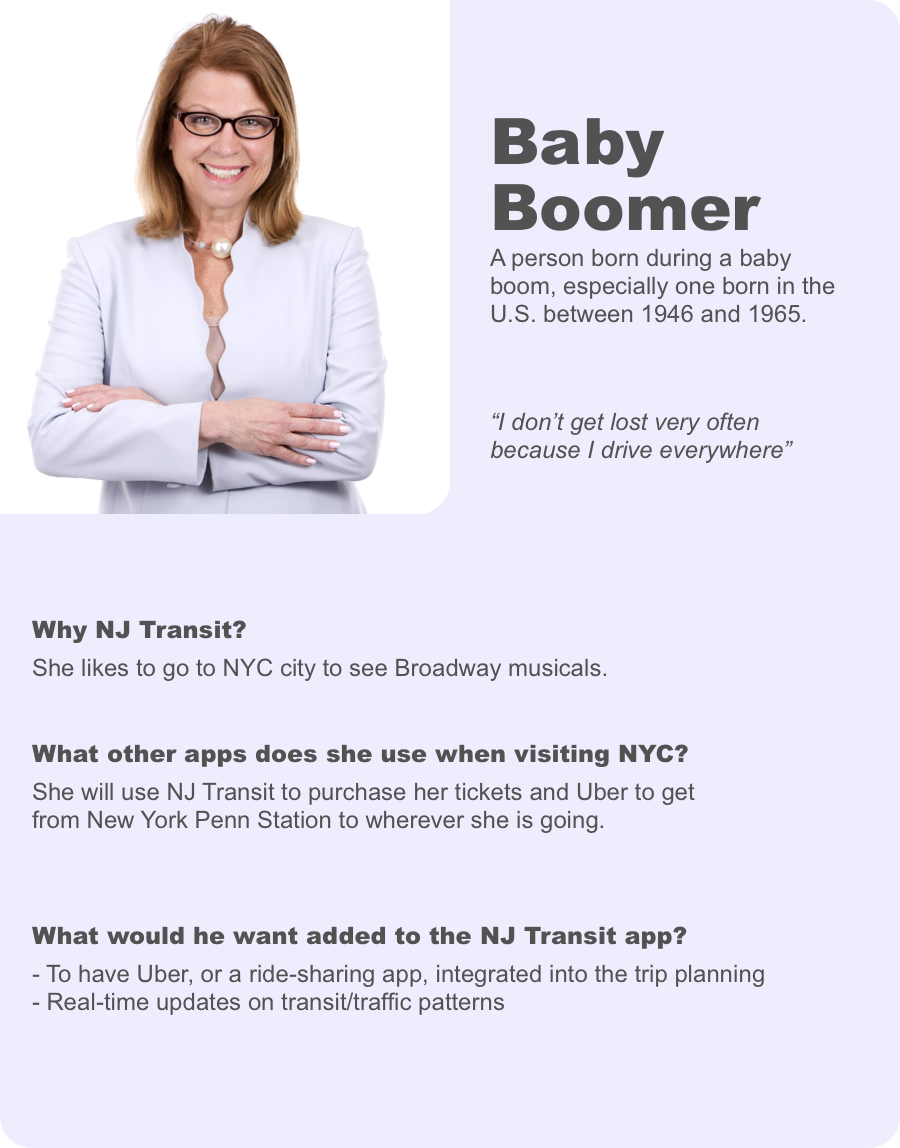 Baby
Boomer
A person born during a baby
boom, especially one born in the
U.S. between 1946 and 1965.
“I don’t get lost very often
because I drive everywhere”
Why NJ Transit?
She likes to go to NYC city to see Broadway musicals.
What other apps does she use when visiting NYC?
She will use NJ Transit to purchase her tickets and Uber to get
from New York Penn Station to wherever she is going.
What would he want added to the NJ Transit app?
- To have Uber, or a ride-sharing app, integrated into the trip planning
- Real-time updates on transit/traffic patterns